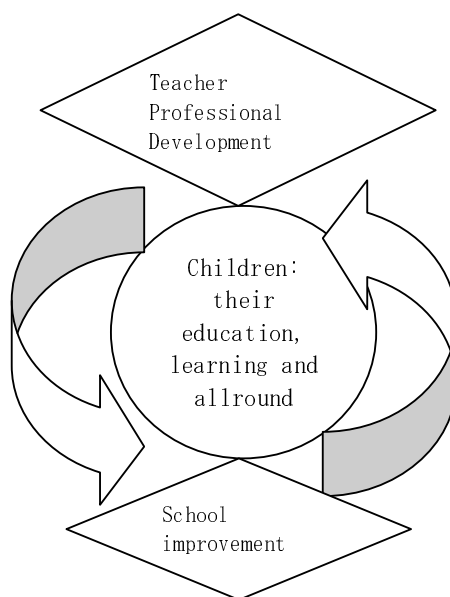 Teacher
Professional
Development
Children:
their
education,
learning and
allround
School
improvement